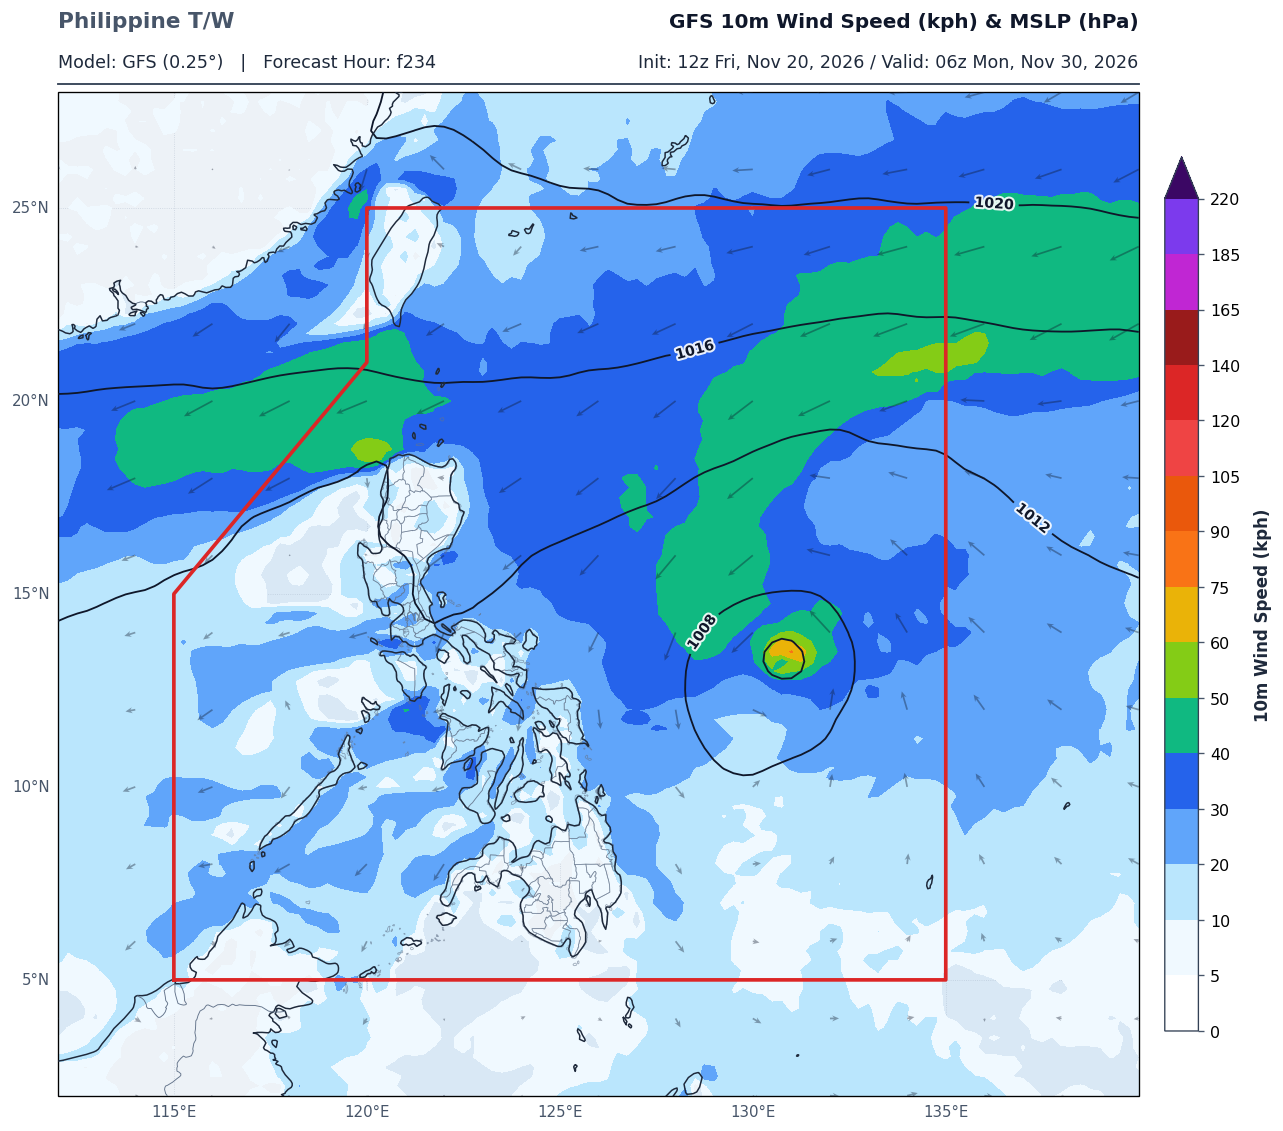 Philippine T/W
GFS 10m Wind Speed (kph) & MSLP (hPa)
Model: GFS (0.25°) | Forecast Hour: f234
Init: 12z Fri, Nov 20, 2026 / Valid: 06z Mon, Nov 30, 2026
25°N
20°N
15°N
10°N
5°N
115°E
120°E
125°E
130°E
135°E
1020
1016
1012
1008
220
185
165
140
120
105
90
75
60
50
40
30
20
10
5
0
10m Wind Speed (kph)